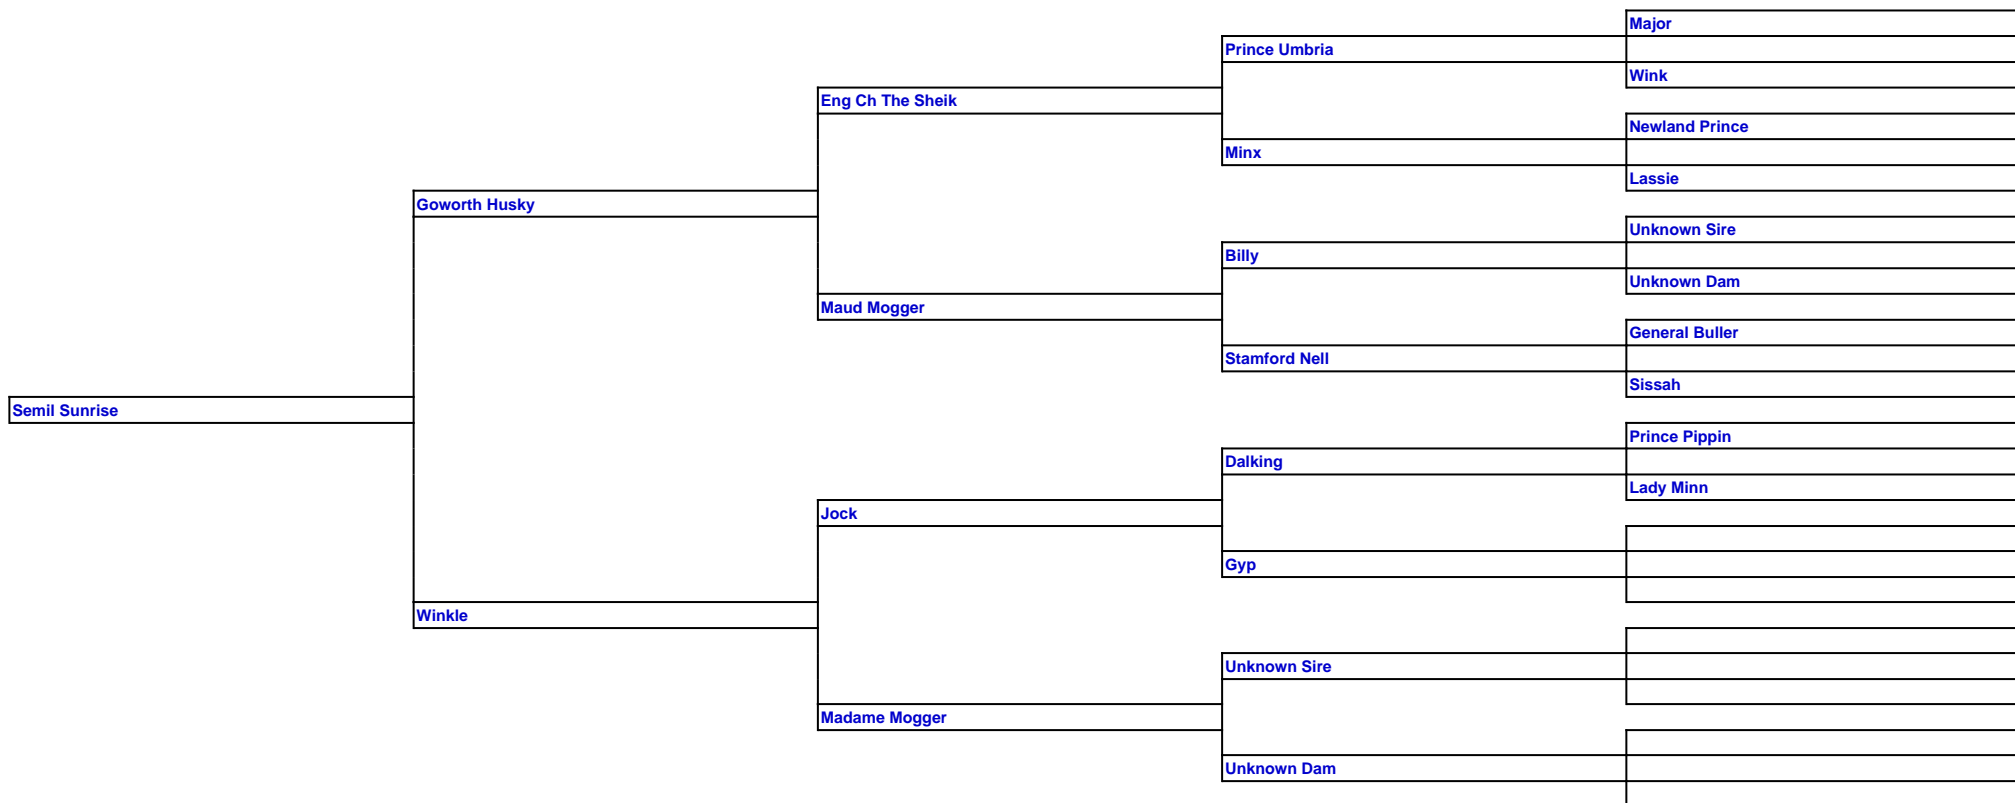 Major
Prince Umbria
Wink
Eng Ch The Sheik
Newland Prince
Minx
Lassie
Goworth Husky
Unknown Sire
Billy
Unknown Dam
Maud Mogger
General Buller
Stamford Nell
Sissah
Semil Sunrise
Prince Pippin
Dalking
Lady Minn
Jock
Gyp
Winkle
Unknown Sire
Madame Mogger
Unknown Dam